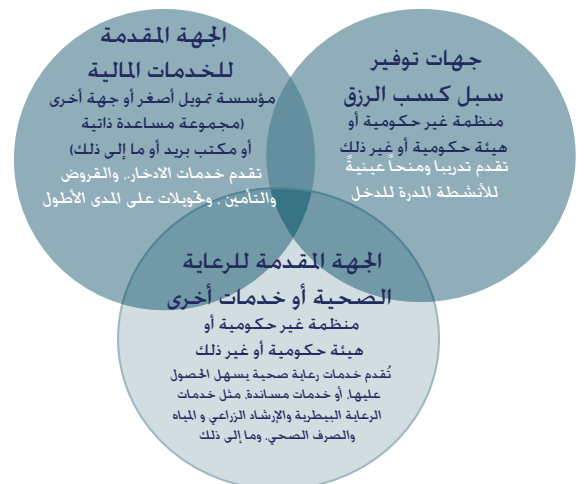 جهات توفير
سبل كسب الرزق
منظمة غير حكومية أو
هيئة حكومية أو غير ذلك
تقدم تدريبا ومنحاً عينيةً
للأنشطة المدرة للدخل
الجهة المقدمة
للخدمات المالية
مؤسسة تمويل أصغر أو جهة أخرى
(مجموعة مساعدة ذاتية
أو مكتب بريد أو ما إلى ذلك)
تقدم خدمات الادخار.. والقروض
والتأمين . وتحويلات على المدى الأطول
الجهة المقدمة للرعاية
الصحية أو خدمات أخرى
منظمة غير حكومية أو
هيئة حكومية أو غير ذلك
تُقدم خدمات رعاية صحية يسهل الحصول
عليها. أو خدمات مساندة. مثل خدمات
الرعاية البيطرية والإرشاد الزراعي و المياه
والصرف الصحي. وما إلى ذلك